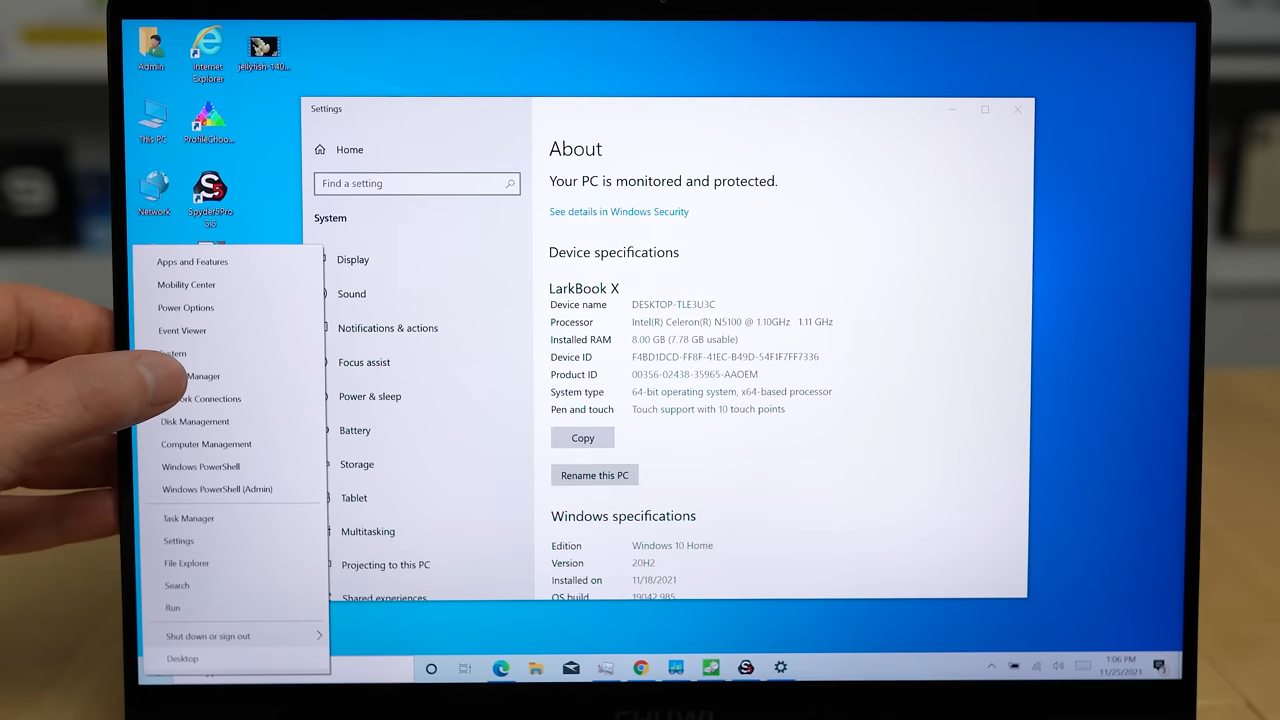 Admin
Internet
Explorer
jellyfish-140...
This PC
ProfileChoo...
Network
Spyder5Pro
5.5
Settings
Home
Find a setting
System
Display
Sound
Notifications & actions
Focus assist
Power & sleep
Battery
Storage
Tablet
Multitasking
Projecting to this PC
Shared experiences
About
Your PC is monitored and protected.
See details in Windows Security
Device specifications
LarkBook X
Device name DESKTOP-TLE3U3C
Processor Intel(R) Celeron(R) N5100 @ 1.10GHz 1.11 GHz
Installed RAM 8.00 GB (7.78 GB usable)
Device ID F4BD1DCD-FF8F-41EC-B49D-54F1F7FF7336
Product ID 00356-02438-35965-AAOEM
System type 64-bit operating system, x64-based processor
Pen and touch Touch support with 10 touch points
Copy
Rename this PC
Windows specifications
Edition Windows 10 Home
Version 20H2
Installed on 11/18/2021
OS build 19042.985
Apps and Features
Mobility Center
Power Options
Event Viewer
System
Manager
Connections
Disk Management
Computer Management
Windows PowerShell
Windows PowerShell (Admin)
Task Manager
Settings
File Explorer
Search
Run
Shut down or sign out
Desktop
1:06 PM
11/25/2021
CHUWI